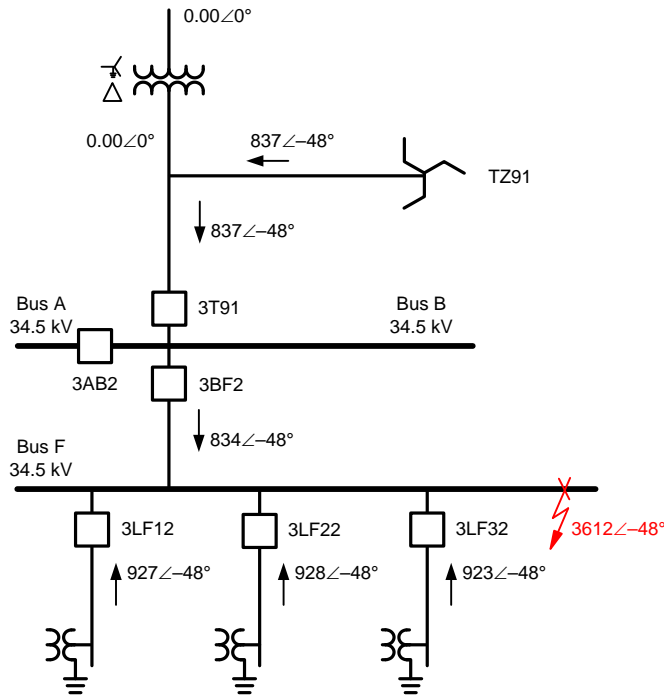 0.00∠0°
0.00∠0°
837∠–48°
TZ91
837∠–48°
Bus A
34.5 kV
3T91
Bus B
34.5 kV
3AB2
3BF2
834∠–48°
Bus F
34.5 kV
3LF12
3LF22
3LF32
3612∠–48°
927∠–48°
928∠–48°
923∠–48°